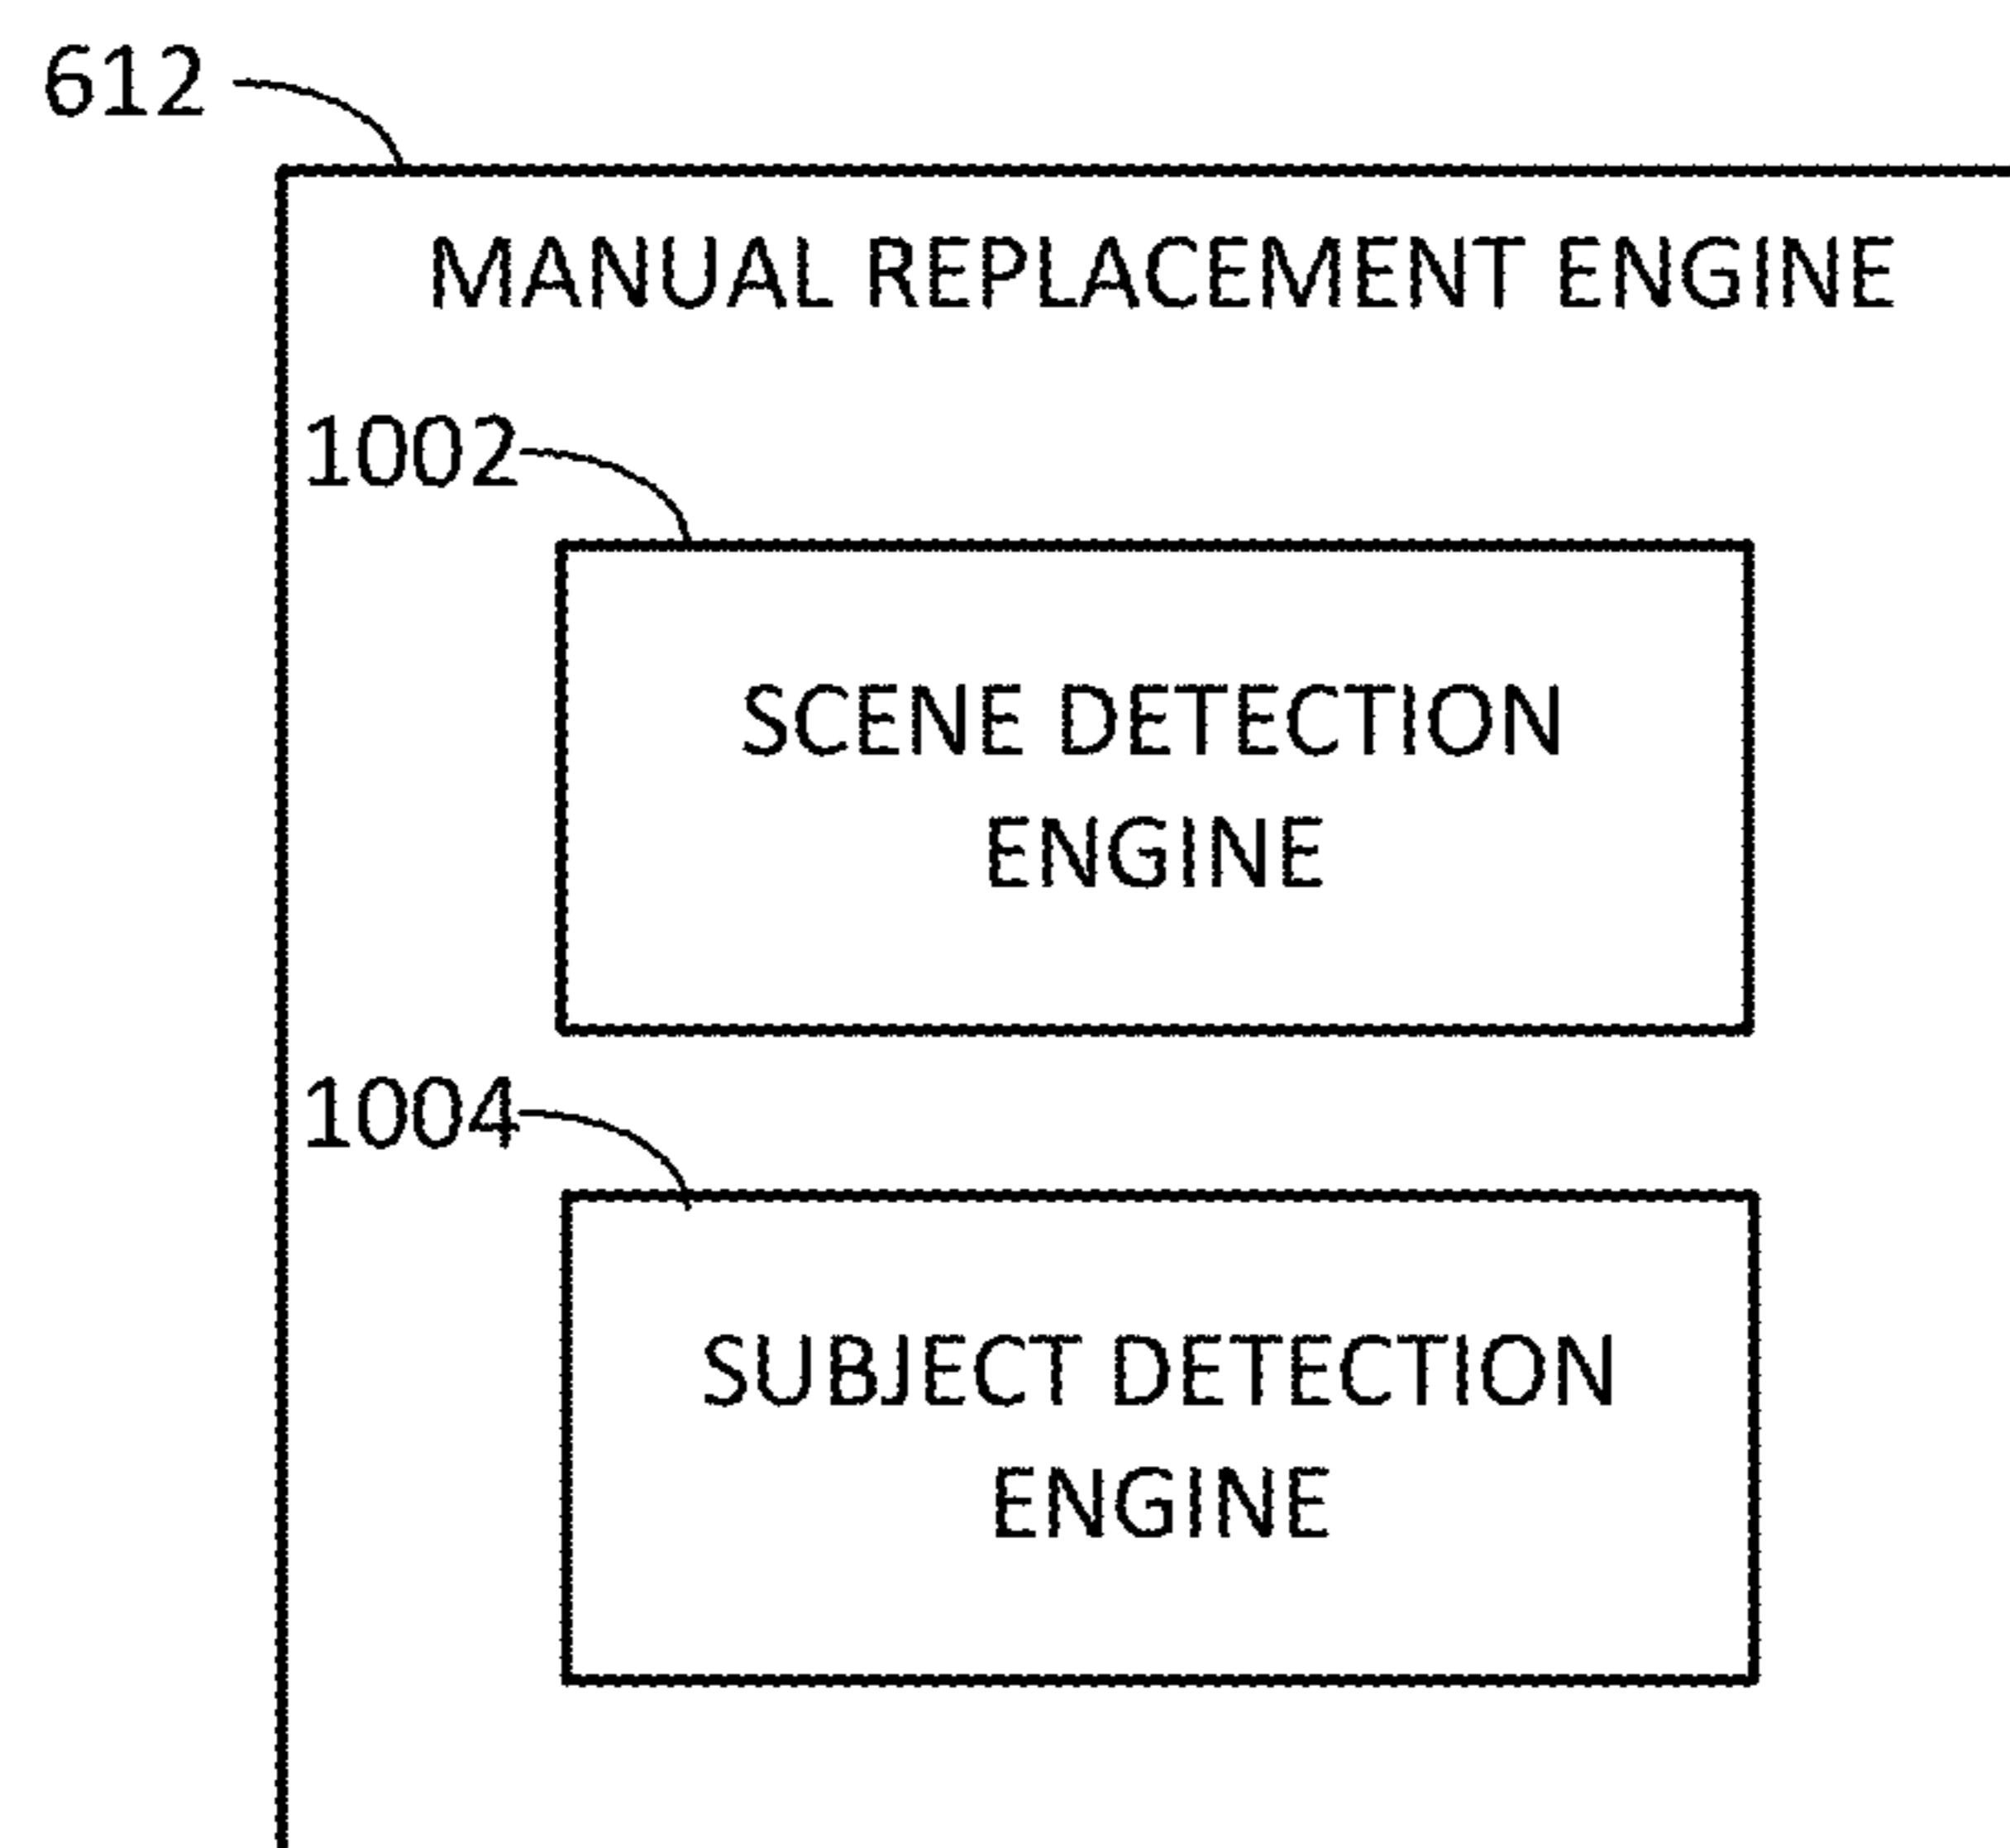 612
MANUAL REPLACEMENT ENGINE
1002
SCENE DETECTION
ENGINE
1004
SUBJECT DETECTION
ENGINE